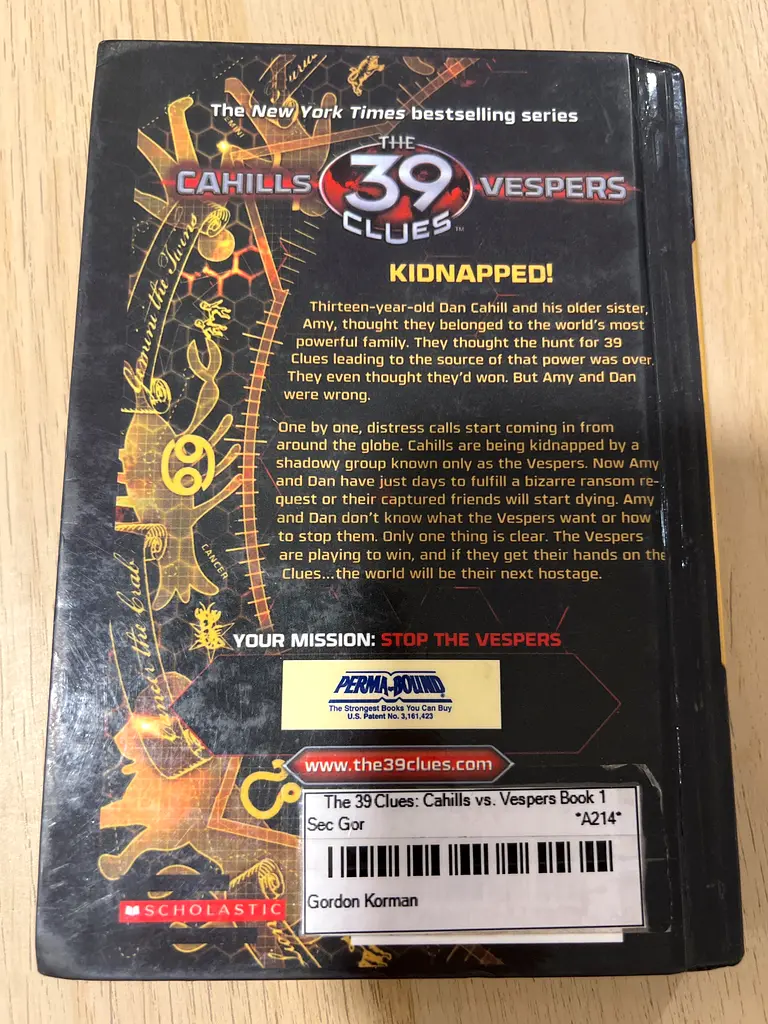 The New York Times bestselling series
THE
CAHILLS 39 VESPERS
CLUES™
KIDNAPPED!
Thirteen-year-old Dan Cahill and his older sister,
Amy, thought they belonged to the world's most
powerful family. They thought the hunt for 39
Clues leading to the source of that power was over.
They even thought they'd won. But Amy and Dan
were wrong.
One by one, distress calls start coming in from
around the globe. Cahills are being kidnapped by a
shadowy group known only as the Vespers. Now Amy
and Dan have just days to fulfill a bizarre ransom re-
quest or their captured friends will start dying. Amy
and Dan don't know what the Vespers want or how
to stop them. Only one thing is clear. The Vespers
are playing to win, and if they get their hands on the
Clues...the world will be their next hostage.
YOUR MISSION: STOP THE VESPERS
PERMA-BOUND®
The Strongest Books You Can Buy
U.S. Patent No. 3,161,423
www.the39clues.com
The 39 Clues: Cahills vs. Vespers Book 1
Sec Gor *A214*
Gordon Korman
SCHOLASTIC
GEMINI
Gemini the Twins
CANCER
the Crab